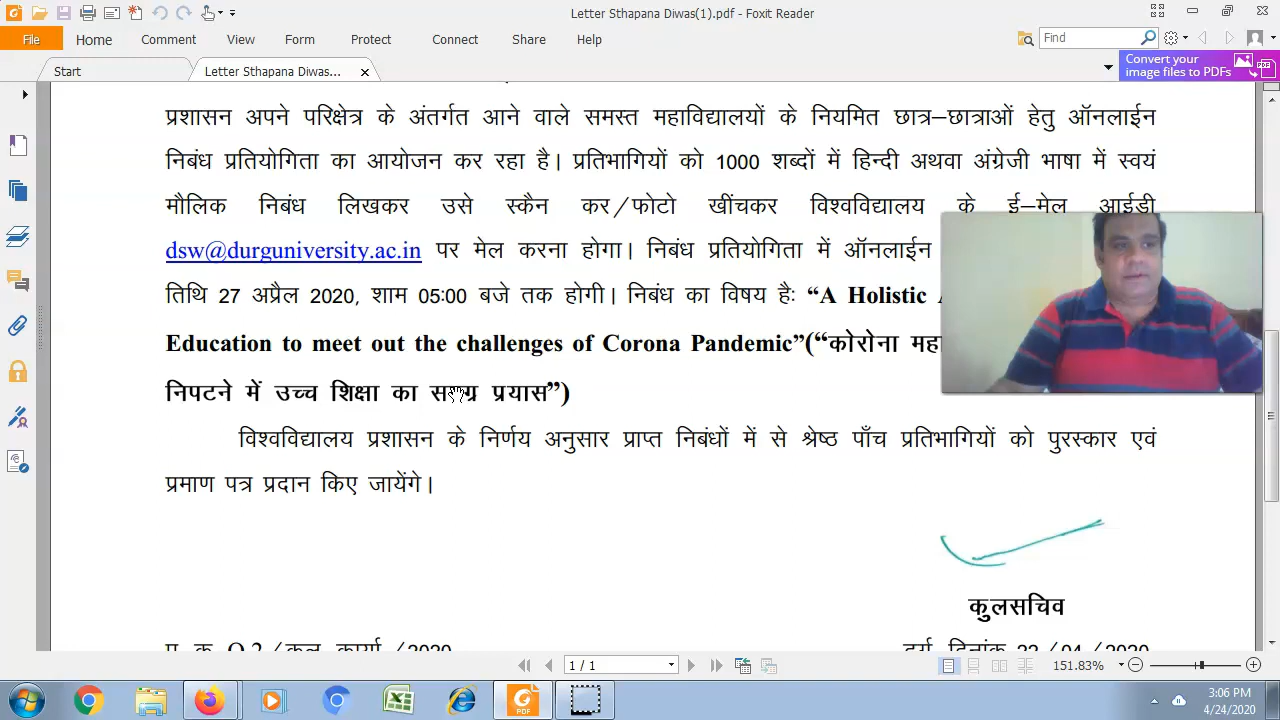 Letter Sthapana Diwas(1).pdf - Foxit Reader
File Home Comment View Form Protect Connect Share Help Find
Start Letter Sthapana Diwas... Convert your
image files to PDFs
प्रशासन अपने परिक्षेत्र के अंतर्गत आने वाले समस्त महाविद्यालयों के नियमित छात्र–छात्राओं हेतु ऑनलाईन
निबंध प्रतियोगिता का आयोजन कर रहा है। प्रतिभागियों को 1000 शब्दों में हिन्दी अथवा अंग्रेजी भाषा में स्वयं
मौलिक निबंध लिखकर उसे स्कैन कर/फोटो खींचकर विश्वविद्यालय के ई–मेल आईडी
dsw@durguniversity.ac.in पर मेल करना होगा। निबंध प्रतियोगिता में ऑनलाईन
तिथि 27 अप्रैल 2020, शाम 05:00 बजे तक होगी। निबंध का विषय हैः “A Holistic
Education to meet out the challenges of Corona Pandemic”(“कोरोना
निपटने में उच्च शिक्षा का समग्र प्रयास”)
विश्वविद्यालय प्रशासन के निर्णय अनुसार प्राप्त निबंधों में से श्रेष्ठ पाँच प्रतिभागियों को पुरस्कार एवं
प्रमाण पत्र प्रदान किए जायेंगे।
कुलसचिव
1 / 1 151.83%
3:06 PM
4/24/2020